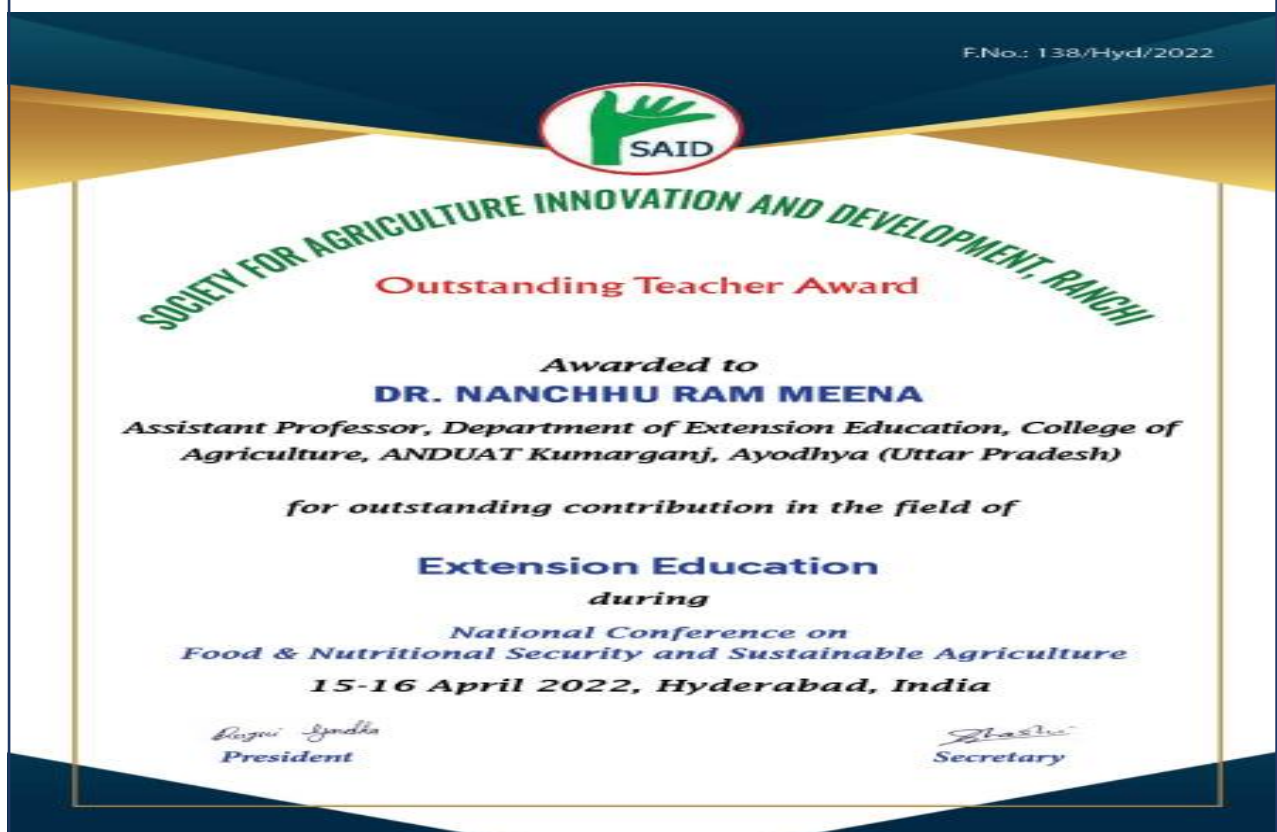 F.No.: 138/Hyd/2022
SAID
SOCIETY FOR AGRICULTURE INNOVATION AND DEVELOPMENT, RANCHI
Outstanding Teacher Award
Awarded to
DR. NANCHHU RAM MEENA
Assistant Professor, Department of Extension Education, College of
Agriculture, ANDUAT Kumarganj, Ayodhya (Uttar Pradesh)
for outstanding contribution in the field of
Extension Education
during
National Conference on
Food & Nutritional Security and Sustainable Agriculture
15-16 April 2022, Hyderabad, India
President
Secretary